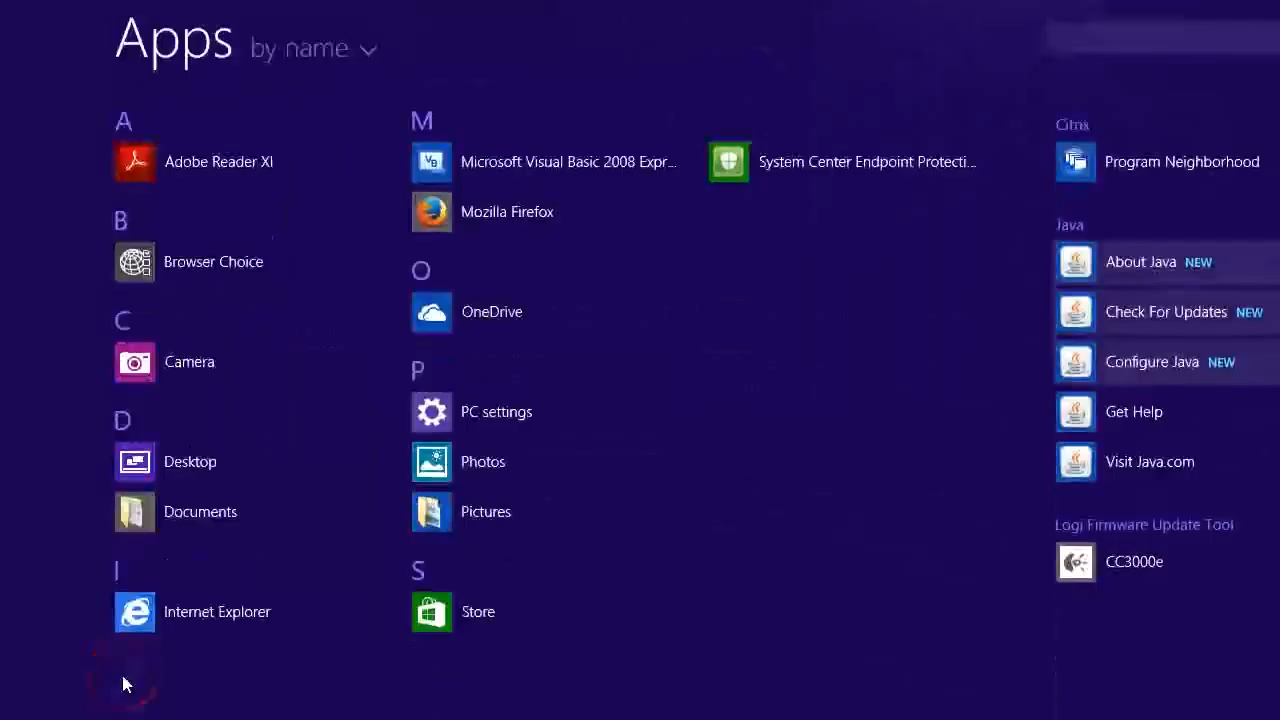 Apps by name
A
Adobe Reader XI
B
Browser Choice
C
Camera
D
Desktop
Documents
I
Internet Explorer
M
Microsoft Visual Basic 2008 Expr...
Mozilla Firefox
O
OneDrive
P
PC settings
Photos
Pictures
S
Store
System Center Endpoint Protecti...
Citrix
Program Neighborhood
Java
About Java NEW
Check For Updates NEW
Configure Java NEW
Get Help
Visit Java.com
Logi Firmware Update Tool
CC3000e